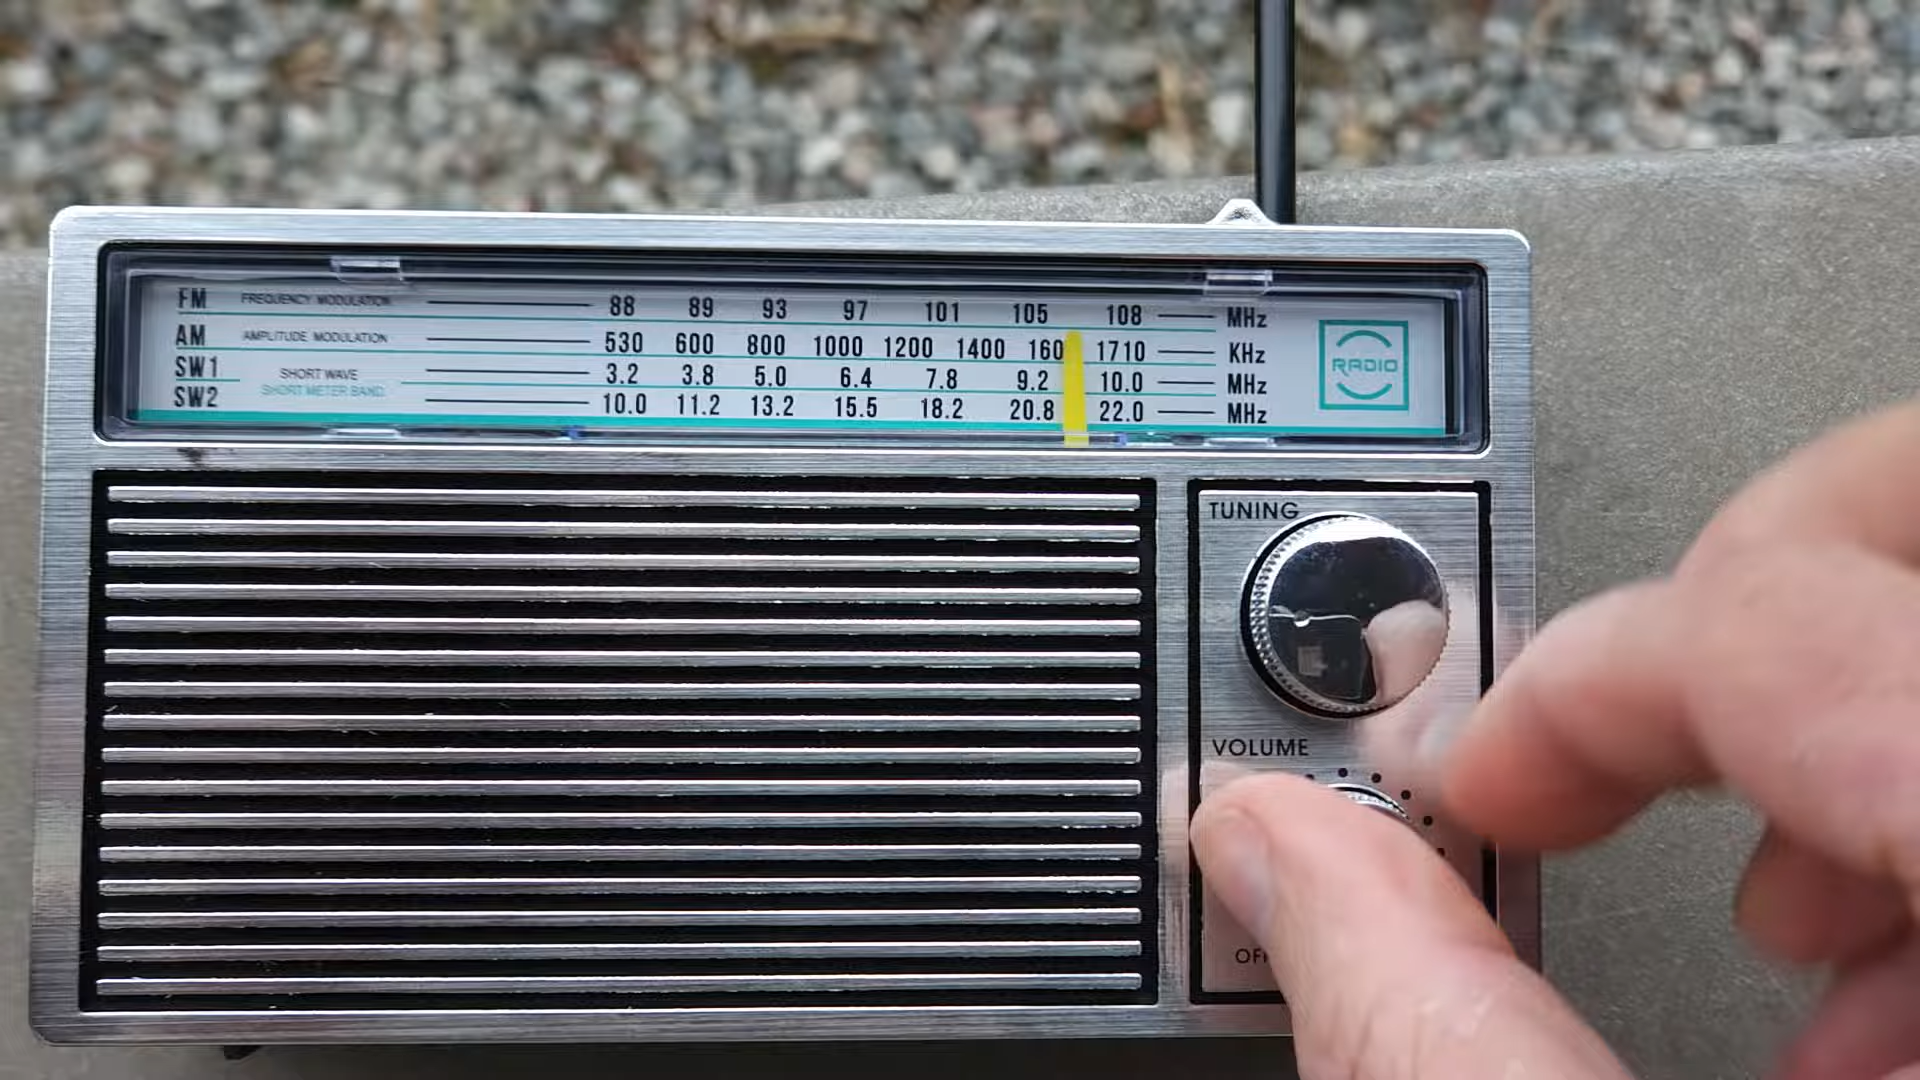 FM FREQUENCY MODULATION 88 89 93 97 101 105 108 MHz
AM AMPLITUDE MODULATION 530 600 800 1000 1200 1400 160 1710 KHz
SW1 SHORT WAVE 3.2 3.8 5.0 6.4 7.8 9.2 10.0 MHz
SW2 SHORT METER BAND 10.0 11.2 13.2 15.5 18.2 20.8 22.0 MHz
RADIO
TUNING
VOLUME